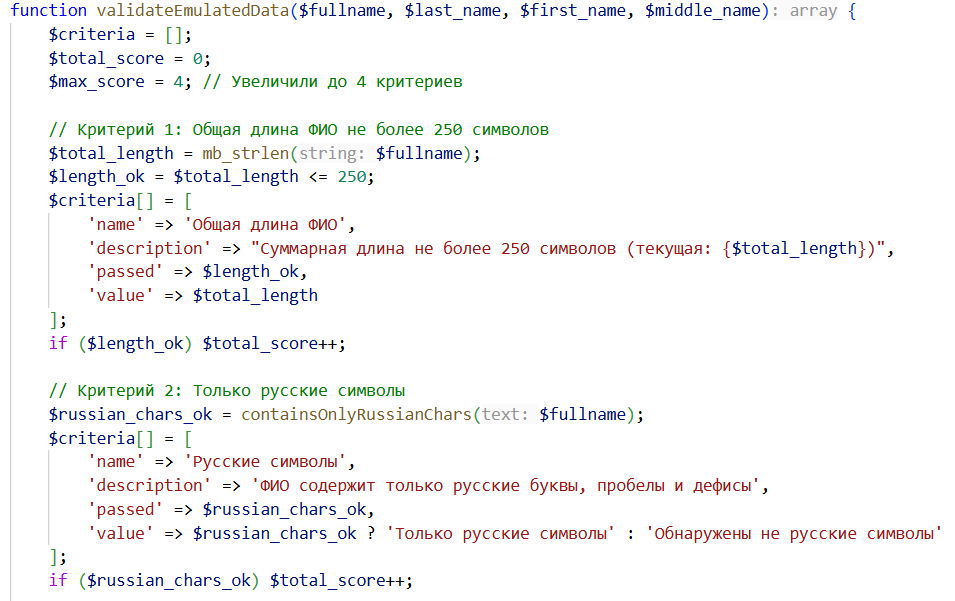 function validateEmulatedData($fullname, $last_name, $first_name, $middle_name): array {
    $criteria = [];
    $total_score = 0;
    $max_score = 4; // Увеличили до 4 критериев

    // Критерий 1: Общая длина ФИО не более 250 символов
    $total_length = mb_strlen(string: $fullname);
    $length_ok = $total_length <= 250;
    $criteria[] = [
        'name' => 'Общая длина ФИО',
        'description' => "Суммарная длина не более 250 символов (текущая: {$total_length})",
        'passed' => $length_ok,
        'value' => $total_length
    ];
    if ($length_ok) $total_score++;

    // Критерий 2: Только русские символы
    $russian_chars_ok = containsOnlyRussianChars(text: $fullname);
    $criteria[] = [
        'name' => 'Русские символы',
        'description' => 'ФИО содержит только русские буквы, пробелы и дефисы',
        'passed' => $russian_chars_ok,
        'value' => $russian_chars_ok ? 'Только русские символы' : 'Обнаружены не русские символы'
    ];
    if ($russian_chars_ok) $total_score++;